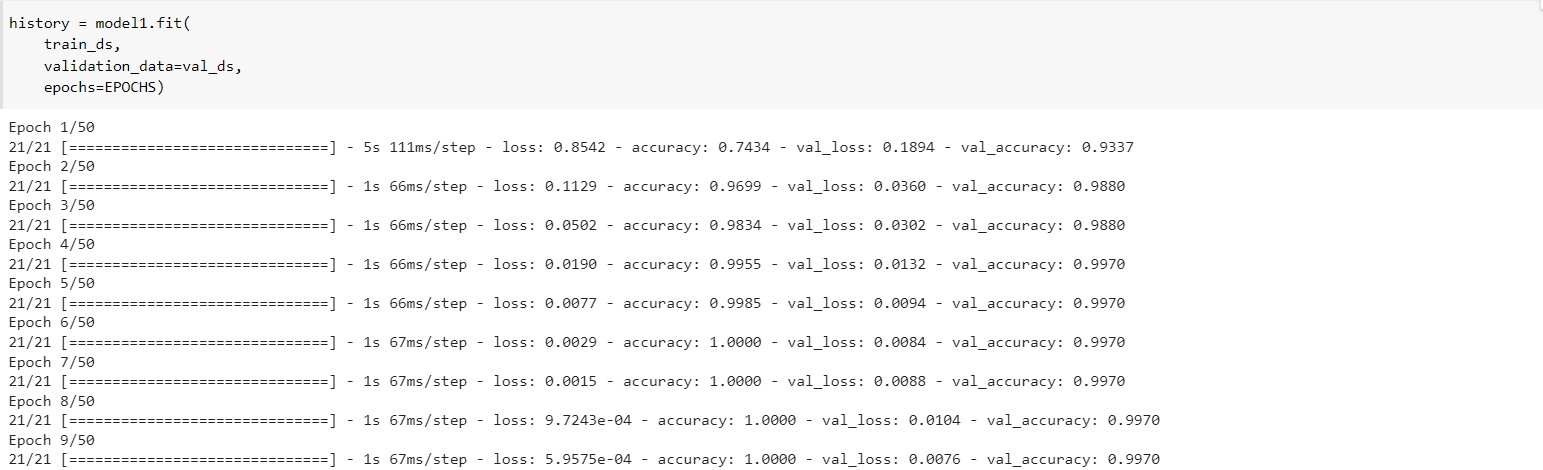 history = model1.fit(
    train_ds,
    validation_data=val_ds,
    epochs=EPOCHS)
Epoch 1/50
21/21 [==============================] - 5s 111ms/step - loss: 0.8542 - accuracy: 0.7434 - val_loss: 0.1894 - val_accuracy: 0.9337
Epoch 2/50
21/21 [==============================] - 1s 66ms/step - loss: 0.1129 - accuracy: 0.9699 - val_loss: 0.0360 - val_accuracy: 0.9880
Epoch 3/50
21/21 [==============================] - 1s 66ms/step - loss: 0.0502 - accuracy: 0.9834 - val_loss: 0.0302 - val_accuracy: 0.9880
Epoch 4/50
21/21 [==============================] - 1s 66ms/step - loss: 0.0190 - accuracy: 0.9955 - val_loss: 0.0132 - val_accuracy: 0.9970
Epoch 5/50
21/21 [==============================] - 1s 66ms/step - loss: 0.0077 - accuracy: 0.9985 - val_loss: 0.0094 - val_accuracy: 0.9970
Epoch 6/50
21/21 [==============================] - 1s 67ms/step - loss: 0.0029 - accuracy: 1.0000 - val_loss: 0.0084 - val_accuracy: 0.9970
Epoch 7/50
21/21 [==============================] - 1s 67ms/step - loss: 0.0015 - accuracy: 1.0000 - val_loss: 0.0088 - val_accuracy: 0.9970
Epoch 8/50
21/21 [==============================] - 1s 67ms/step - loss: 9.7243e-04 - accuracy: 1.0000 - val_loss: 0.0104 - val_accuracy: 0.9970
Epoch 9/50
21/21 [==============================] - 1s 67ms/step - loss: 5.9575e-04 - accuracy: 1.0000 - val_loss: 0.0076 - val_accuracy: 0.9970